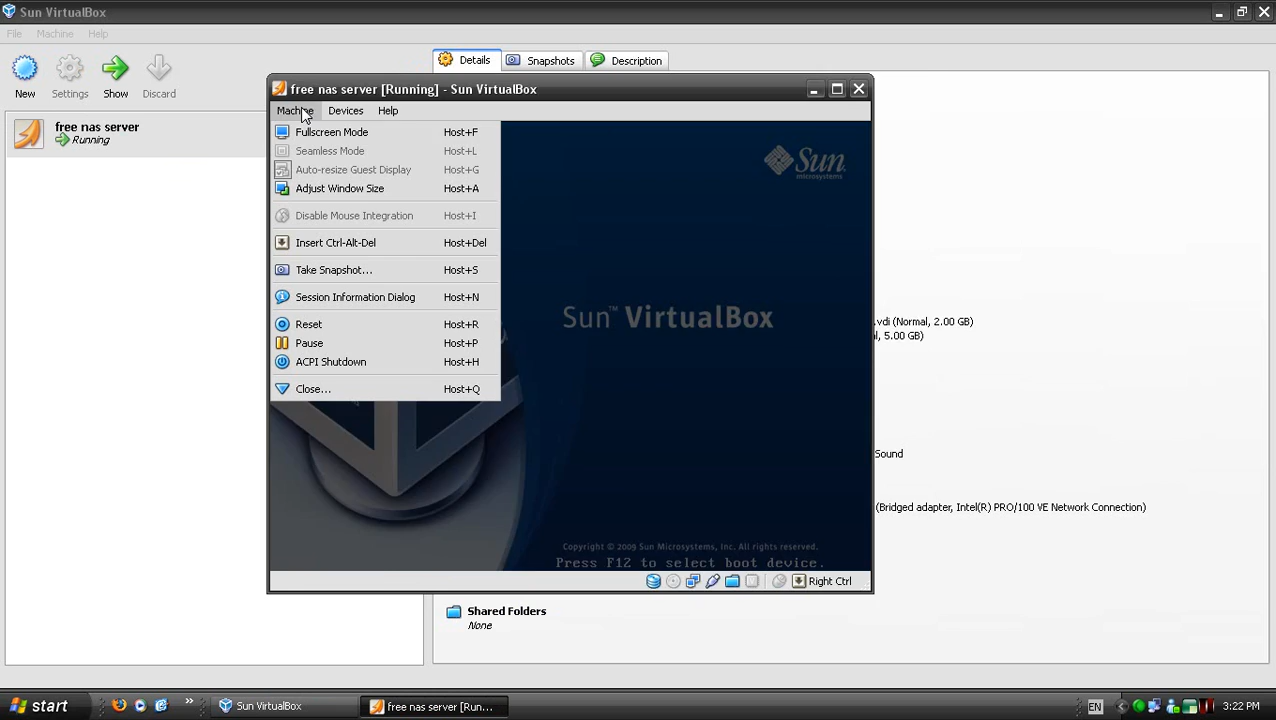 Sun VirtualBox
File Machine Help
New Settings Show Discard
Details Snapshots Description
free nas server
Running
free nas server [Running] - Sun VirtualBox
Machine Devices Help
Fullscreen Mode Host+F
Seamless Mode Host+L
Auto-resize Guest Display Host+G
Adjust Window Size Host+A
Disable Mouse Integration Host+I
Insert Ctrl-Alt-Del Host+Del
Take Snapshot... Host+S
Session Information Dialog Host+N
Reset Host+R
Pause Host+P
ACPI Shutdown Host+H
Close... Host+Q
Sun
microsystems
Sun™ VirtualBox
.vdi (Normal, 2.00 GB)
l, 5.00 GB)
Sound
(Bridged adapter, Intel(R) PRO/100 VE Network Connection)
Copyright © 2009 Sun Microsystems, Inc. All rights reserved.
Press F12 to select boot device.
Right Ctrl
Shared Folders
None
start Sun VirtualBox free nas server [Run... EN 3:22 PM